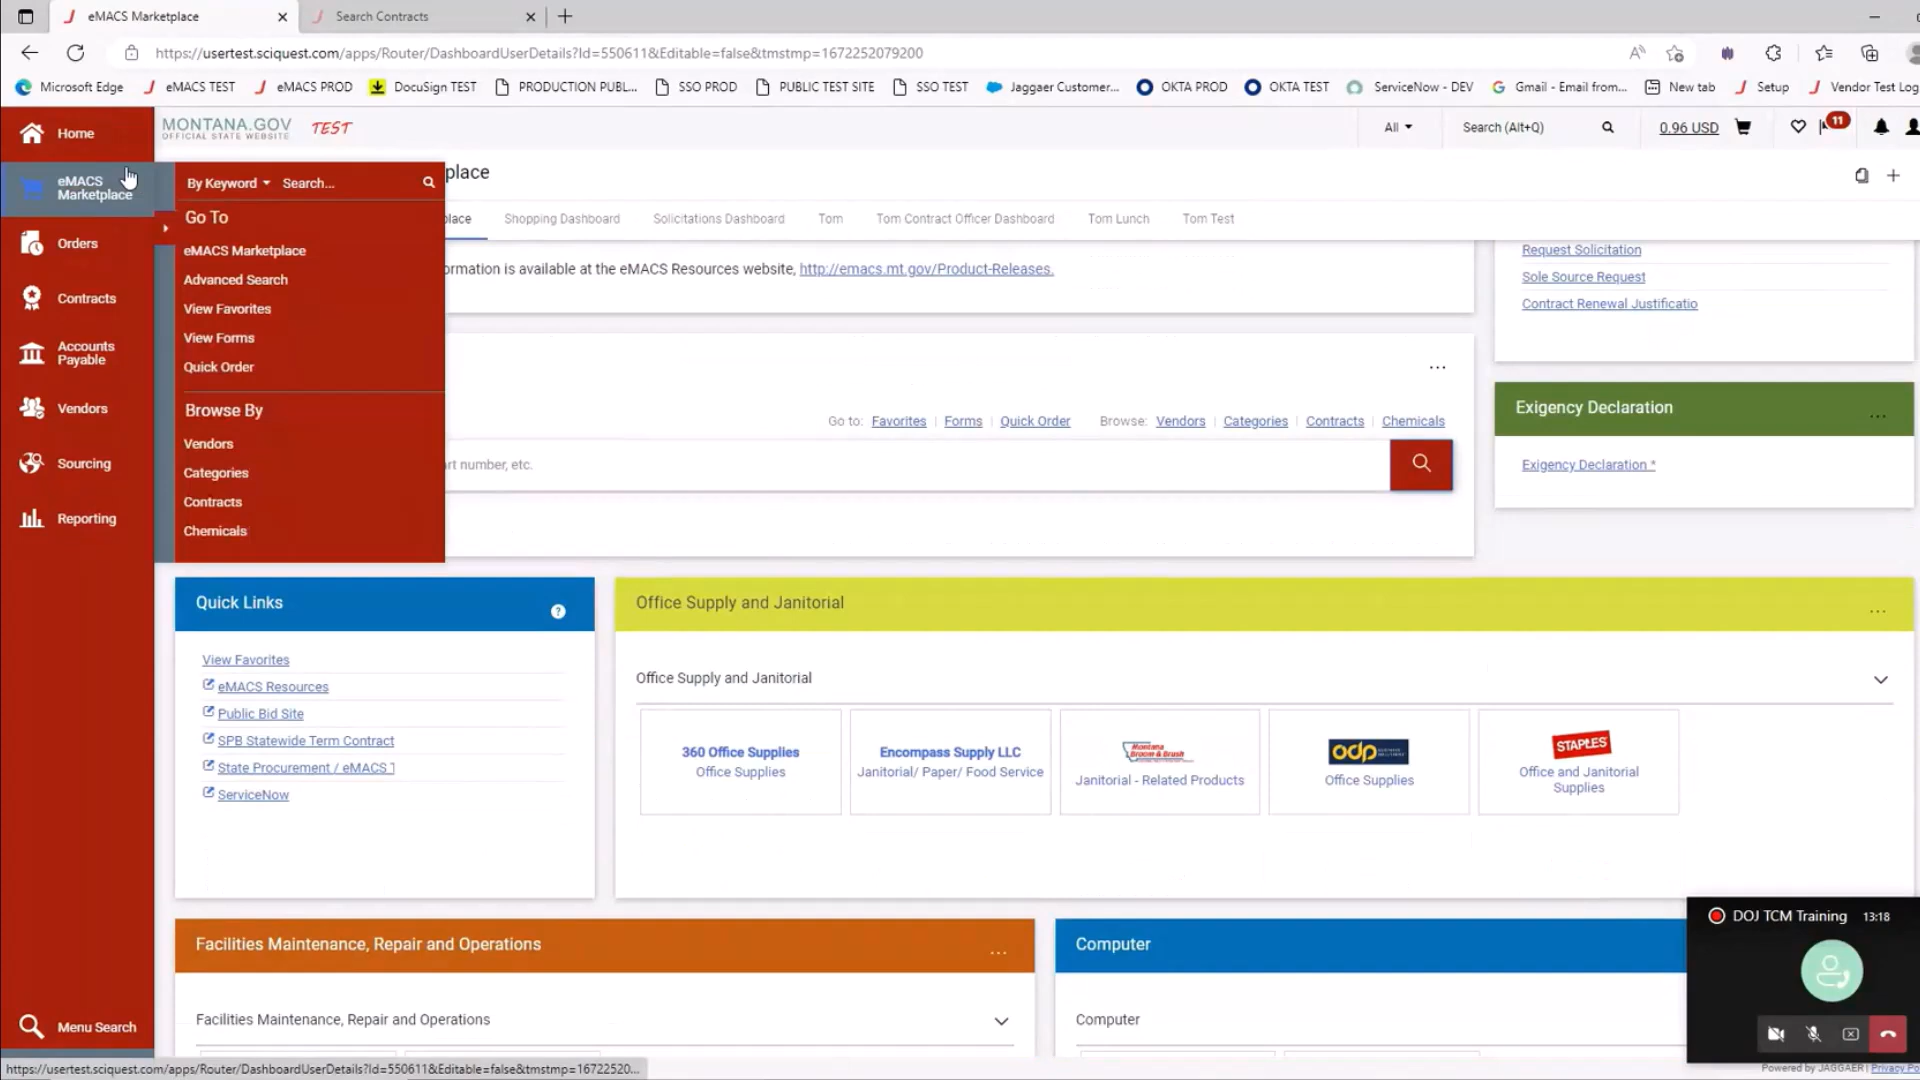 eMACS Marketplace
Search Contracts
https://usertest.sciquest.com/apps/Router/DashboardUserDetails?Id=550611&Editable=false&tmstmp=1672252079200
Microsoft Edge
eMACS TEST
eMACS PROD
DocuSign TEST
PRODUCTION PUBL...
SSO PROD
PUBLIC TEST SITE
SSO TEST
Jaggaer Customer...
OKTA PROD
OKTA TEST
ServiceNow - DEV
Gmail - Email from...
New tab
Setup
Vendor Test Log
Home
MONTANA.GOV
OFFICIAL STATE WEBSITE
TEST
All
Search (Alt+Q)
0.96 USD
11
eMACS
Marketplace
Orders
Contracts
Accounts
Payable
Vendors
Sourcing
Reporting
Menu Search
By Keyword
Search...
Go To
eMACS Marketplace
Advanced Search
View Favorites
View Forms
Quick Order
Browse By
Vendors
Categories
Contracts
Chemicals
place
place
Shopping Dashboard
Solicitations Dashboard
Tom
Tom Contract Officer Dashboard
Tom Lunch
Tom Test
ormation is available at the eMACS Resources website, http://emacs.mt.gov/Product-Releases.
Request Solicitation
Sole Source Request
Contract Renewal Justificatio
...
Go to: Favorites | Forms | Quick Order Browse: Vendors | Categories | Contracts | Chemicals
rt number, etc.
Exigency Declaration
...
Exigency Declaration *
Quick Links
?
View Favorites
eMACS Resources
Public Bid Site
SPB Statewide Term Contract
State Procurement / eMACS T
ServiceNow
Office Supply and Janitorial
...
Office Supply and Janitorial
360 Office Supplies
Office Supplies
Encompass Supply LLC
Janitorial/ Paper/ Food Service
Montana
Broom & Brush
Janitorial - Related Products
odp
Office Supplies
STAPLES
Office and Janitorial
Supplies
Facilities Maintenance, Repair and Operations
...
Facilities Maintenance, Repair and Operations
Computer
Computer
DOJ TCM Training 13:18
https://usertest.sciquest.com/apps/Router/DashboardUserDetails?Id=550611&Editable=false&tmstmp=16722520...
Powered by JAGGAER | Privacy Po